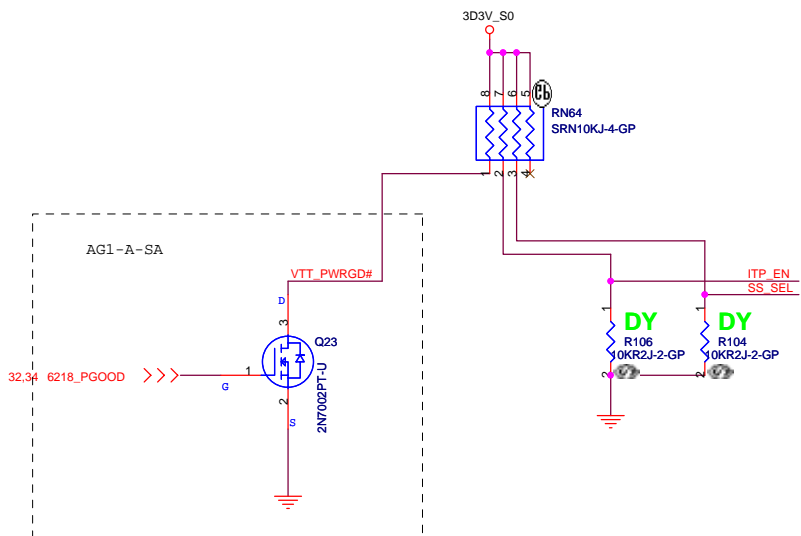 3D3V_S0
8 7 6 5
RN64
SRN10KJ-4-GP
1 2 3 4
AG1-A-SA
VTT_PWRGD#
ITP_EN
SS_SEL
D
3
1
1
DY
DY
Q23
R106
R104
10KR2J-2-GP
10KR2J-2-GP
2N7002PT-U
32,34 6218_PGOOD
1
G
2
2
2
S